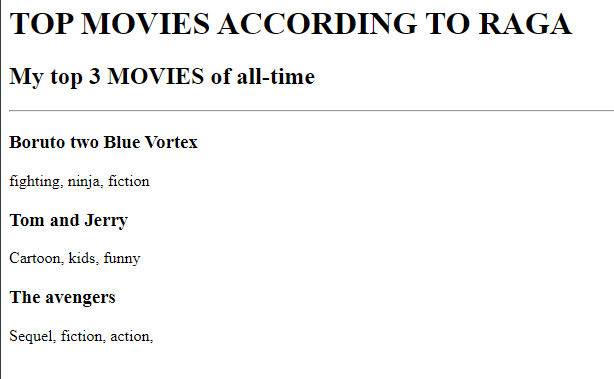 TOP MOVIES ACCORDING TO RAGA
My top 3 MOVIES of all-time
Boruto two Blue Vortex
fighting, ninja, fiction
Tom and Jerry
Cartoon, kids, funny
The avengers
Sequel, fiction, action,